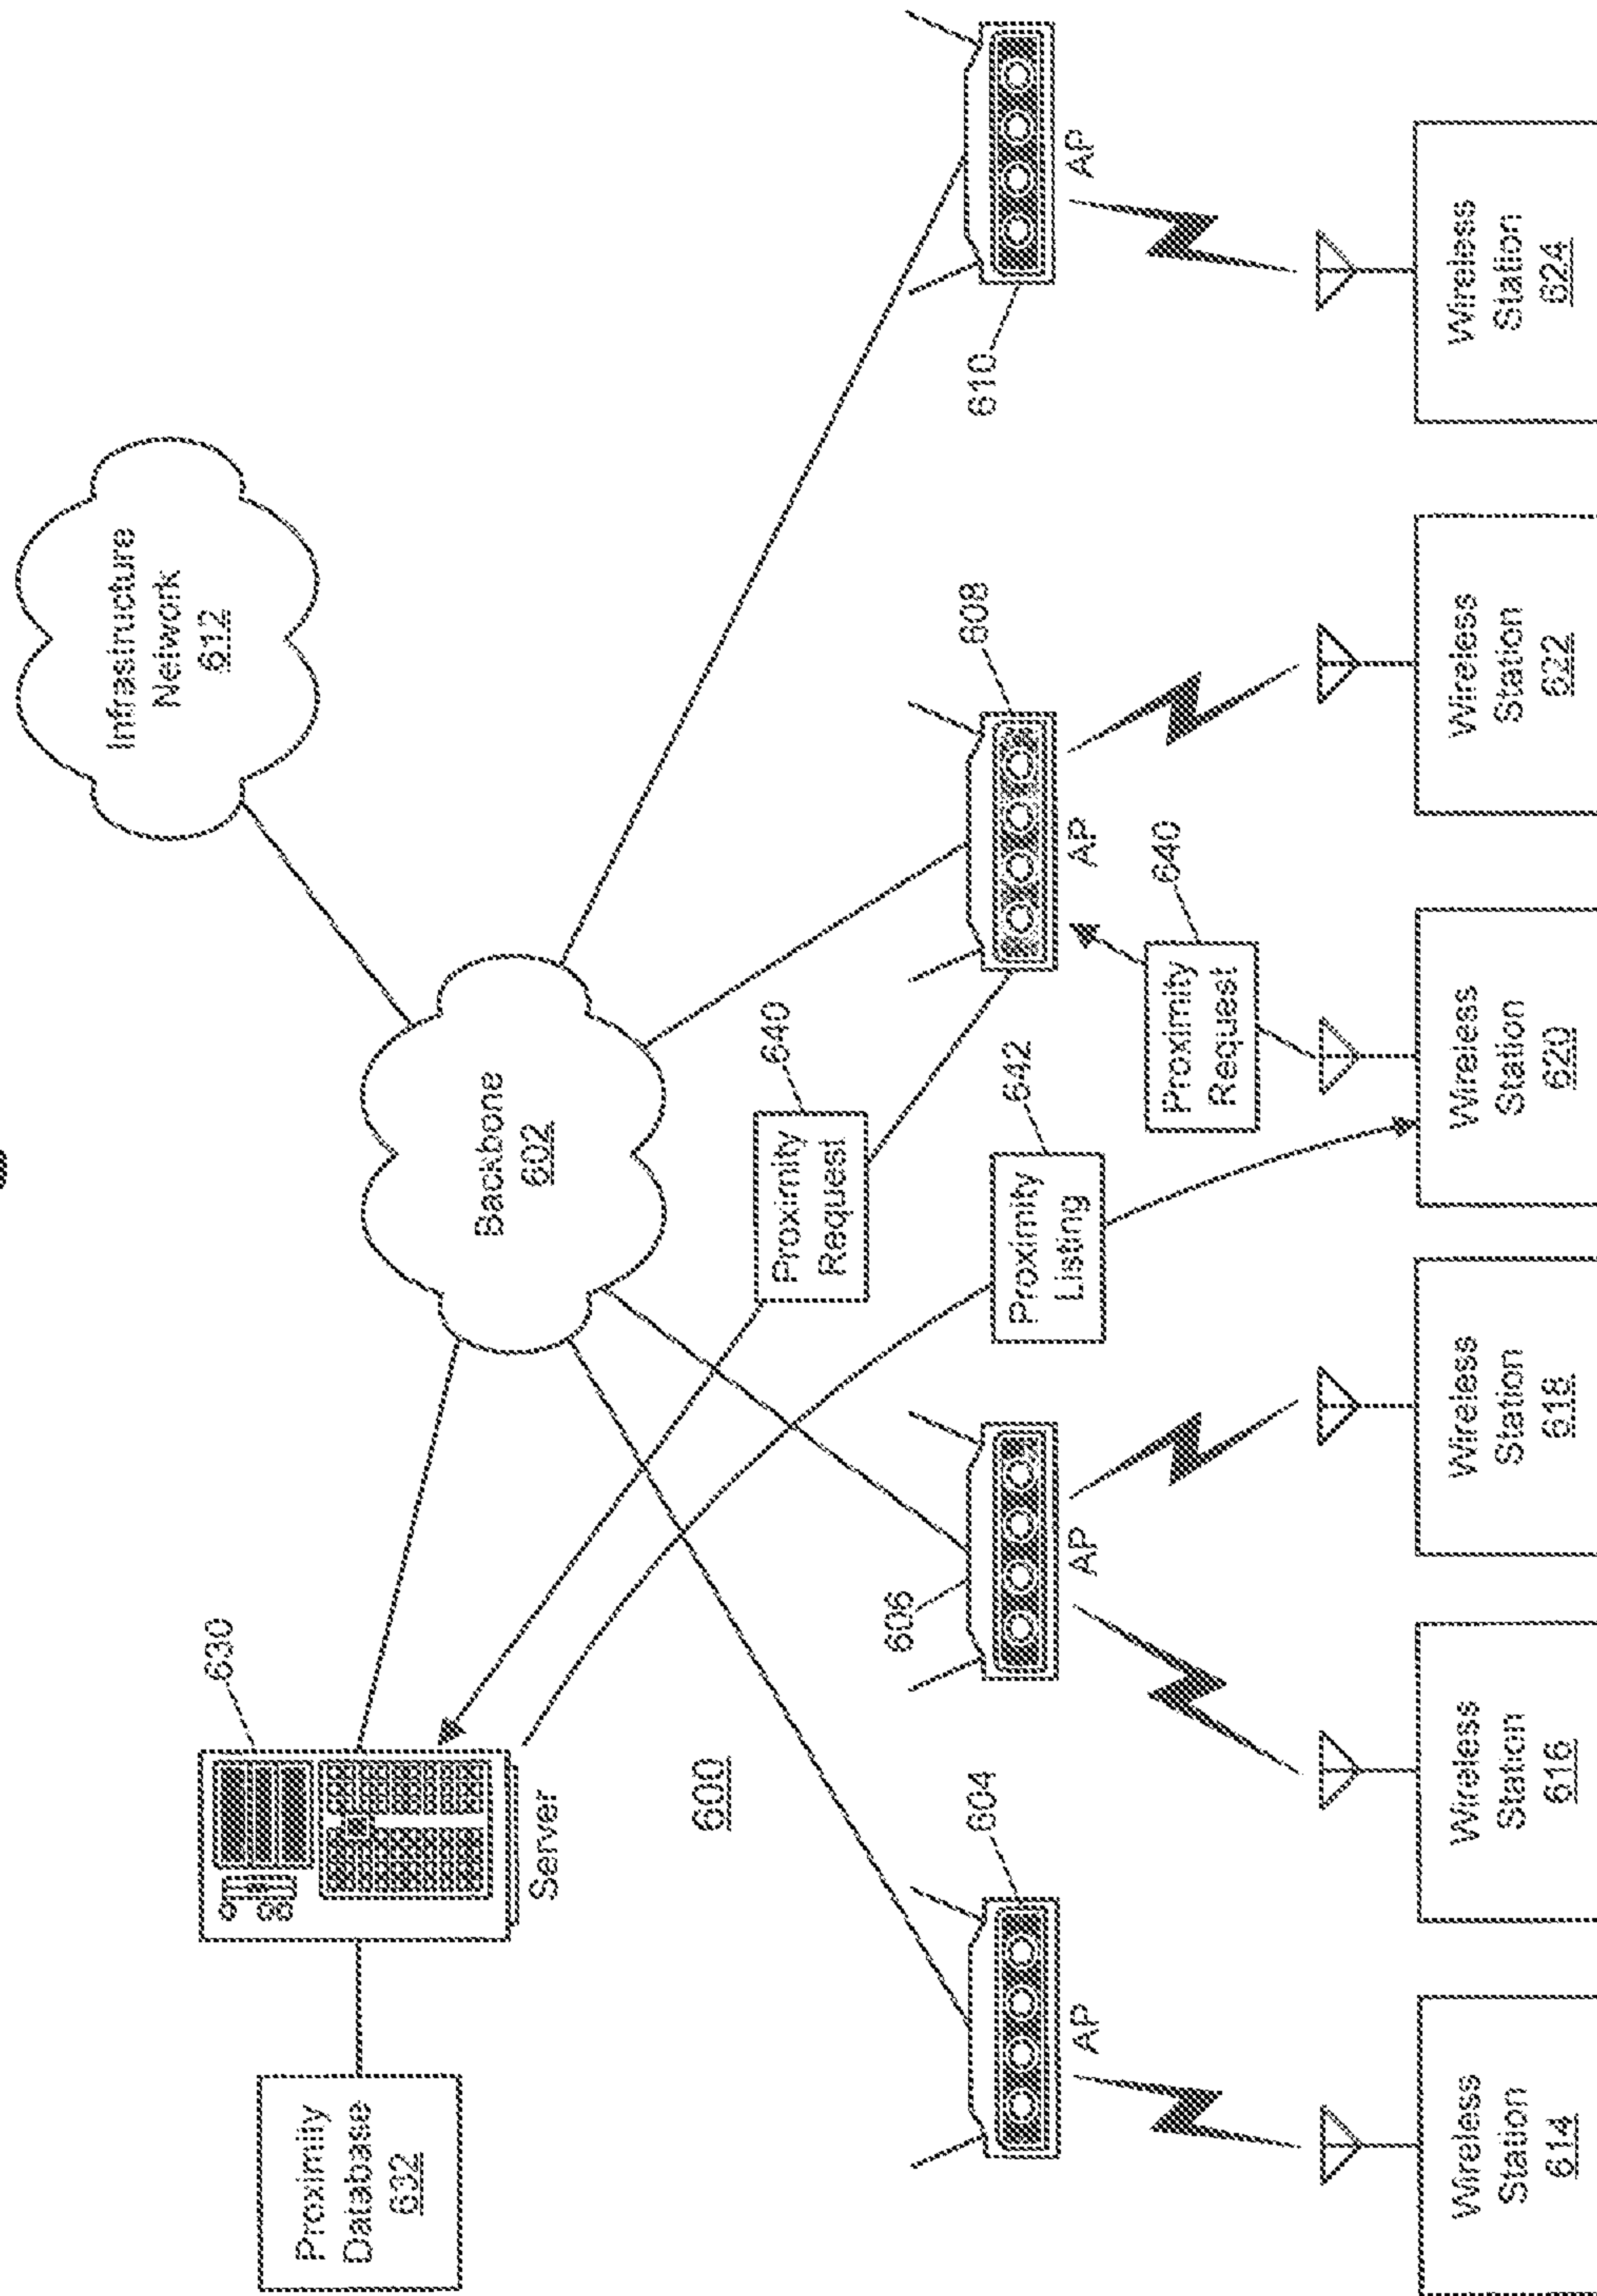 Infrastructure
Network
612
Backbone
602
630
Server
Proximity
Database
632
600
Proximity
Request
640
Proximity
Listing
642
604
AP
606
AP
608
AP
610
AP
Proximity
Request
640
Wireless
Station
614
Wireless
Station
616
Wireless
Station
618
Wireless
Station
620
Wireless
Station
622
Wireless
Station
624